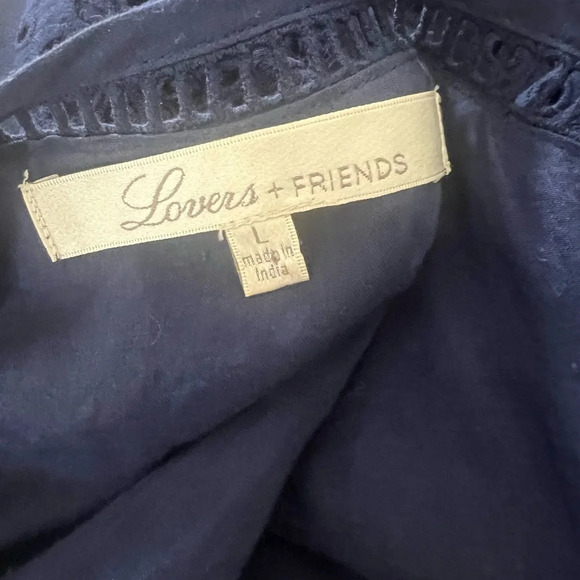 Lovers + FRIENDS
L
made in
India